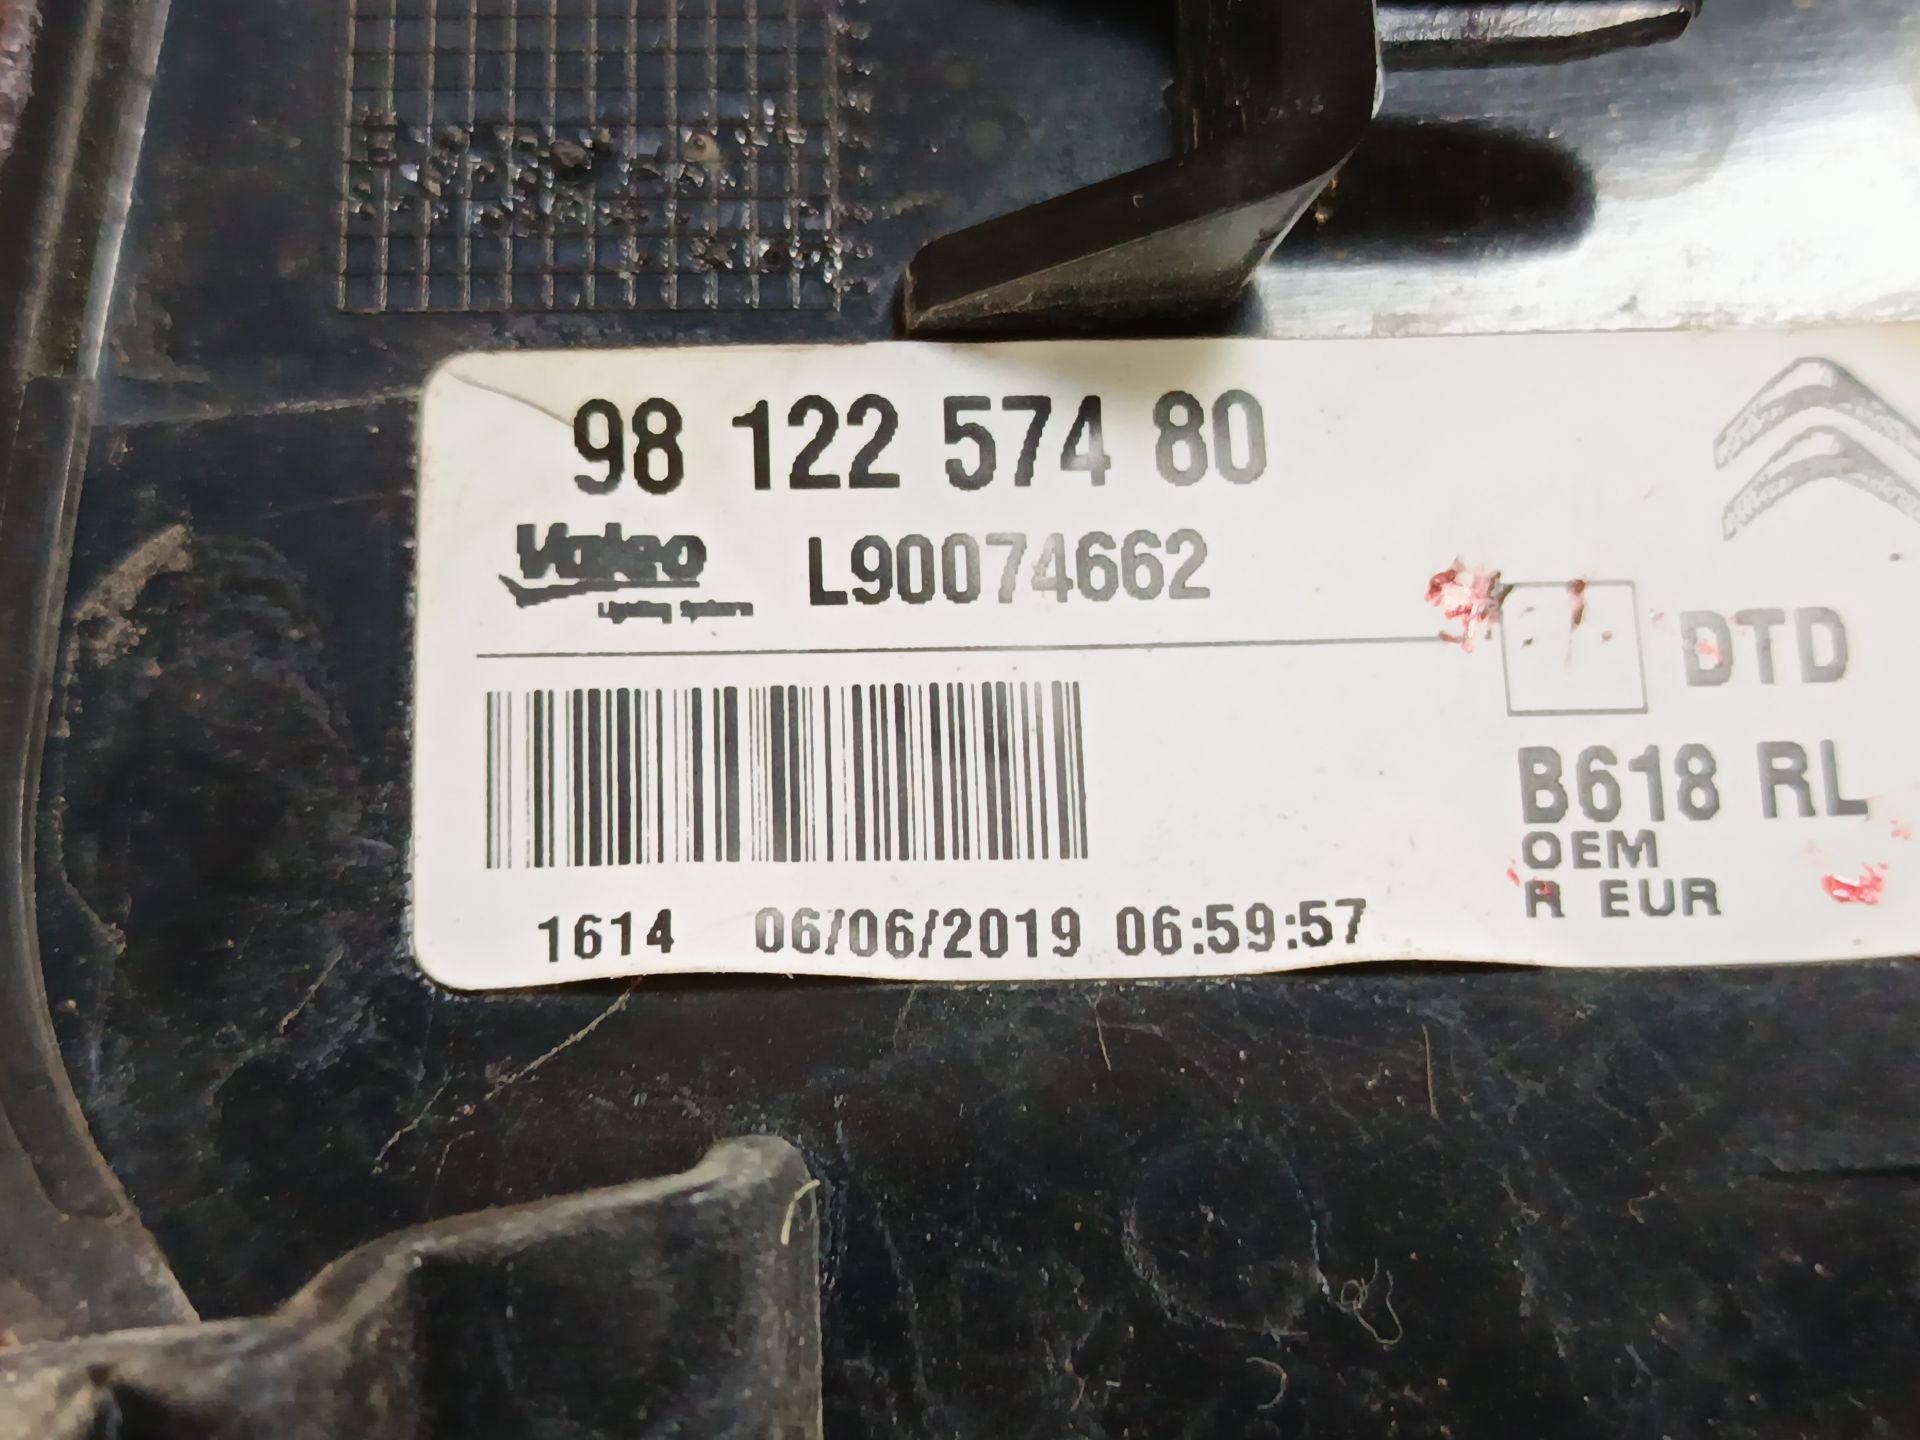 98 122 574 80
Valeo L90074662
Lighting Systems
DTD
B618 RL
OEM
R EUR
1614 06/06/2019 06:59:57